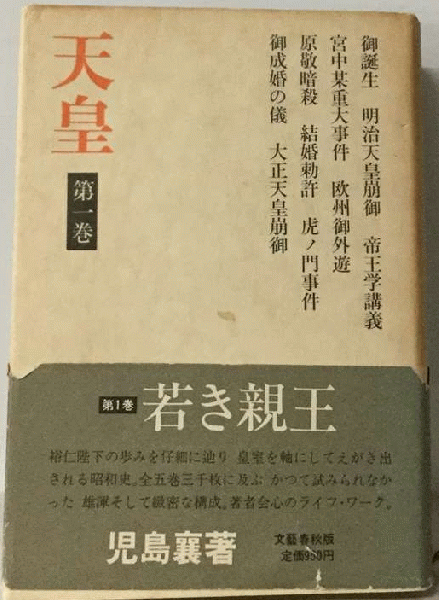 天皇
第一巻
御誕生 明治天皇崩御 帝王学講義
宮中某重大事件 欧州御外遊
原敬暗殺 結婚勅許 虎ノ門事件
御成婚の儀 大正天皇崩御
第1巻 若き親王
裕仁陛下の歩みを仔細に辿り 皇室を軸にしてえがき出
される昭和史。全五巻三千枚に及ぶ かつて試みられなか
った 雄渾そして緻密な構成。著者会心のライフ・ワーク。
児島襄著
文藝春秋版
定価950円